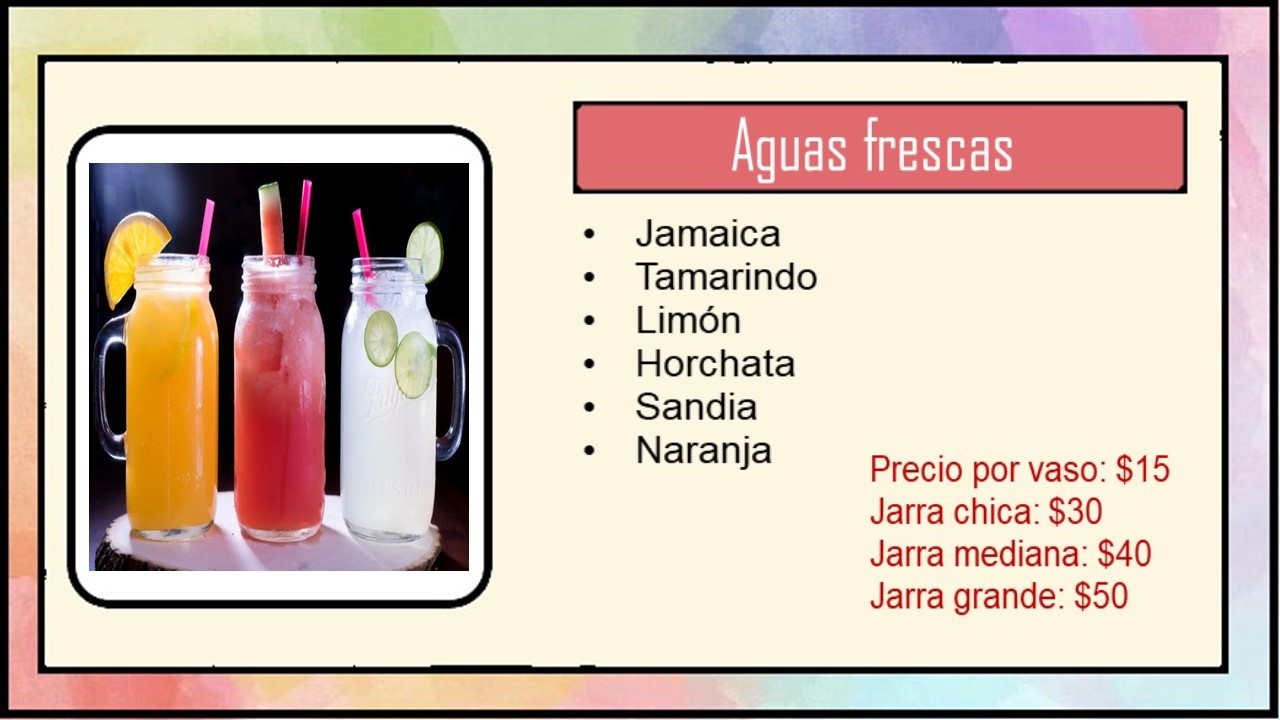 Aguas frescas
• Jamaica
• Tamarindo
• Limón
• Horchata
• Sandia
• Naranja
Precio por vaso: $15
Jarra chica: $30
Jarra mediana: $40
Jarra grande: $50